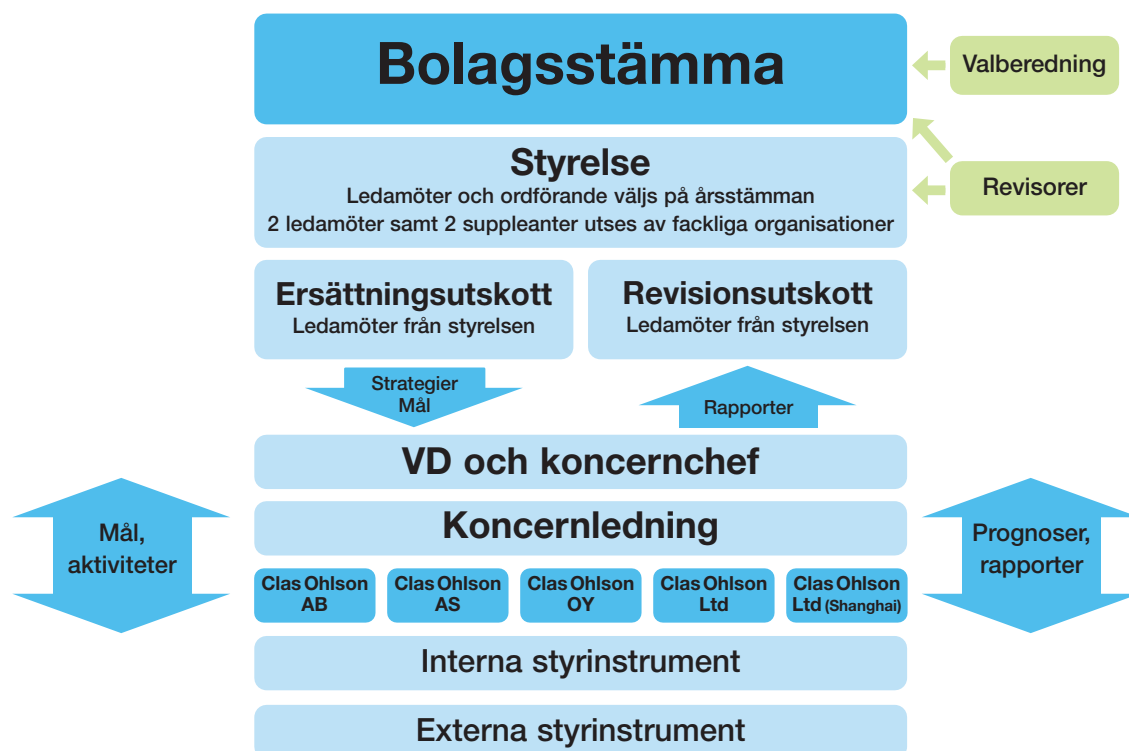 Bolagsstämma
Valberedning
Styrelse
Ledamöter och ordförande väljs på årsstämman
2 ledamöter samt 2 suppleanter utses av fackliga organisationer
Revisorer
Ersättningsutskott
Ledamöter från styrelsen
Revisionsutskott
Ledamöter från styrelsen
Strategier
Mål
Rapporter
VD och koncernchef
Koncernledning
Mål,
aktiviteter
Prognoser,
rapporter
Clas Ohlson
AB
Clas Ohlson
AS
Clas Ohlson
OY
Clas Ohlson
Ltd
Clas Ohlson
Ltd (Shanghai)
Interna styrinstrument
Externa styrinstrument